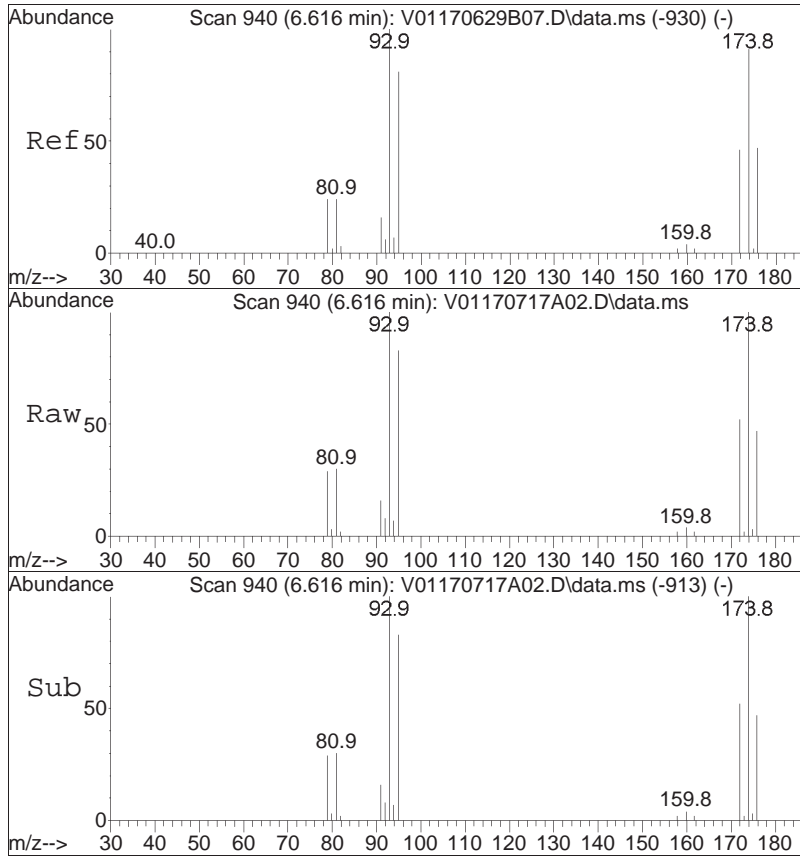 Abundance Scan 940 (6.616 min): V01170629B07.D\data.ms (-930) (-)
92.9 173.8
Ref 50
80.9
40.0 159.8
0
m/z--> 30 40 50 60 70 80 90 100 110 120 130 140 150 160 170 180
Abundance Scan 940 (6.616 min): V01170717A02.D\data.ms
92.9 173.8
Raw 50
80.9
159.8
0
m/z--> 30 40 50 60 70 80 90 100 110 120 130 140 150 160 170 180
Abundance Scan 940 (6.616 min): V01170717A02.D\data.ms (-913) (-)
92.9 173.8
Sub 50
80.9
159.8
0
m/z--> 30 40 50 60 70 80 90 100 110 120 130 140 150 160 170 180